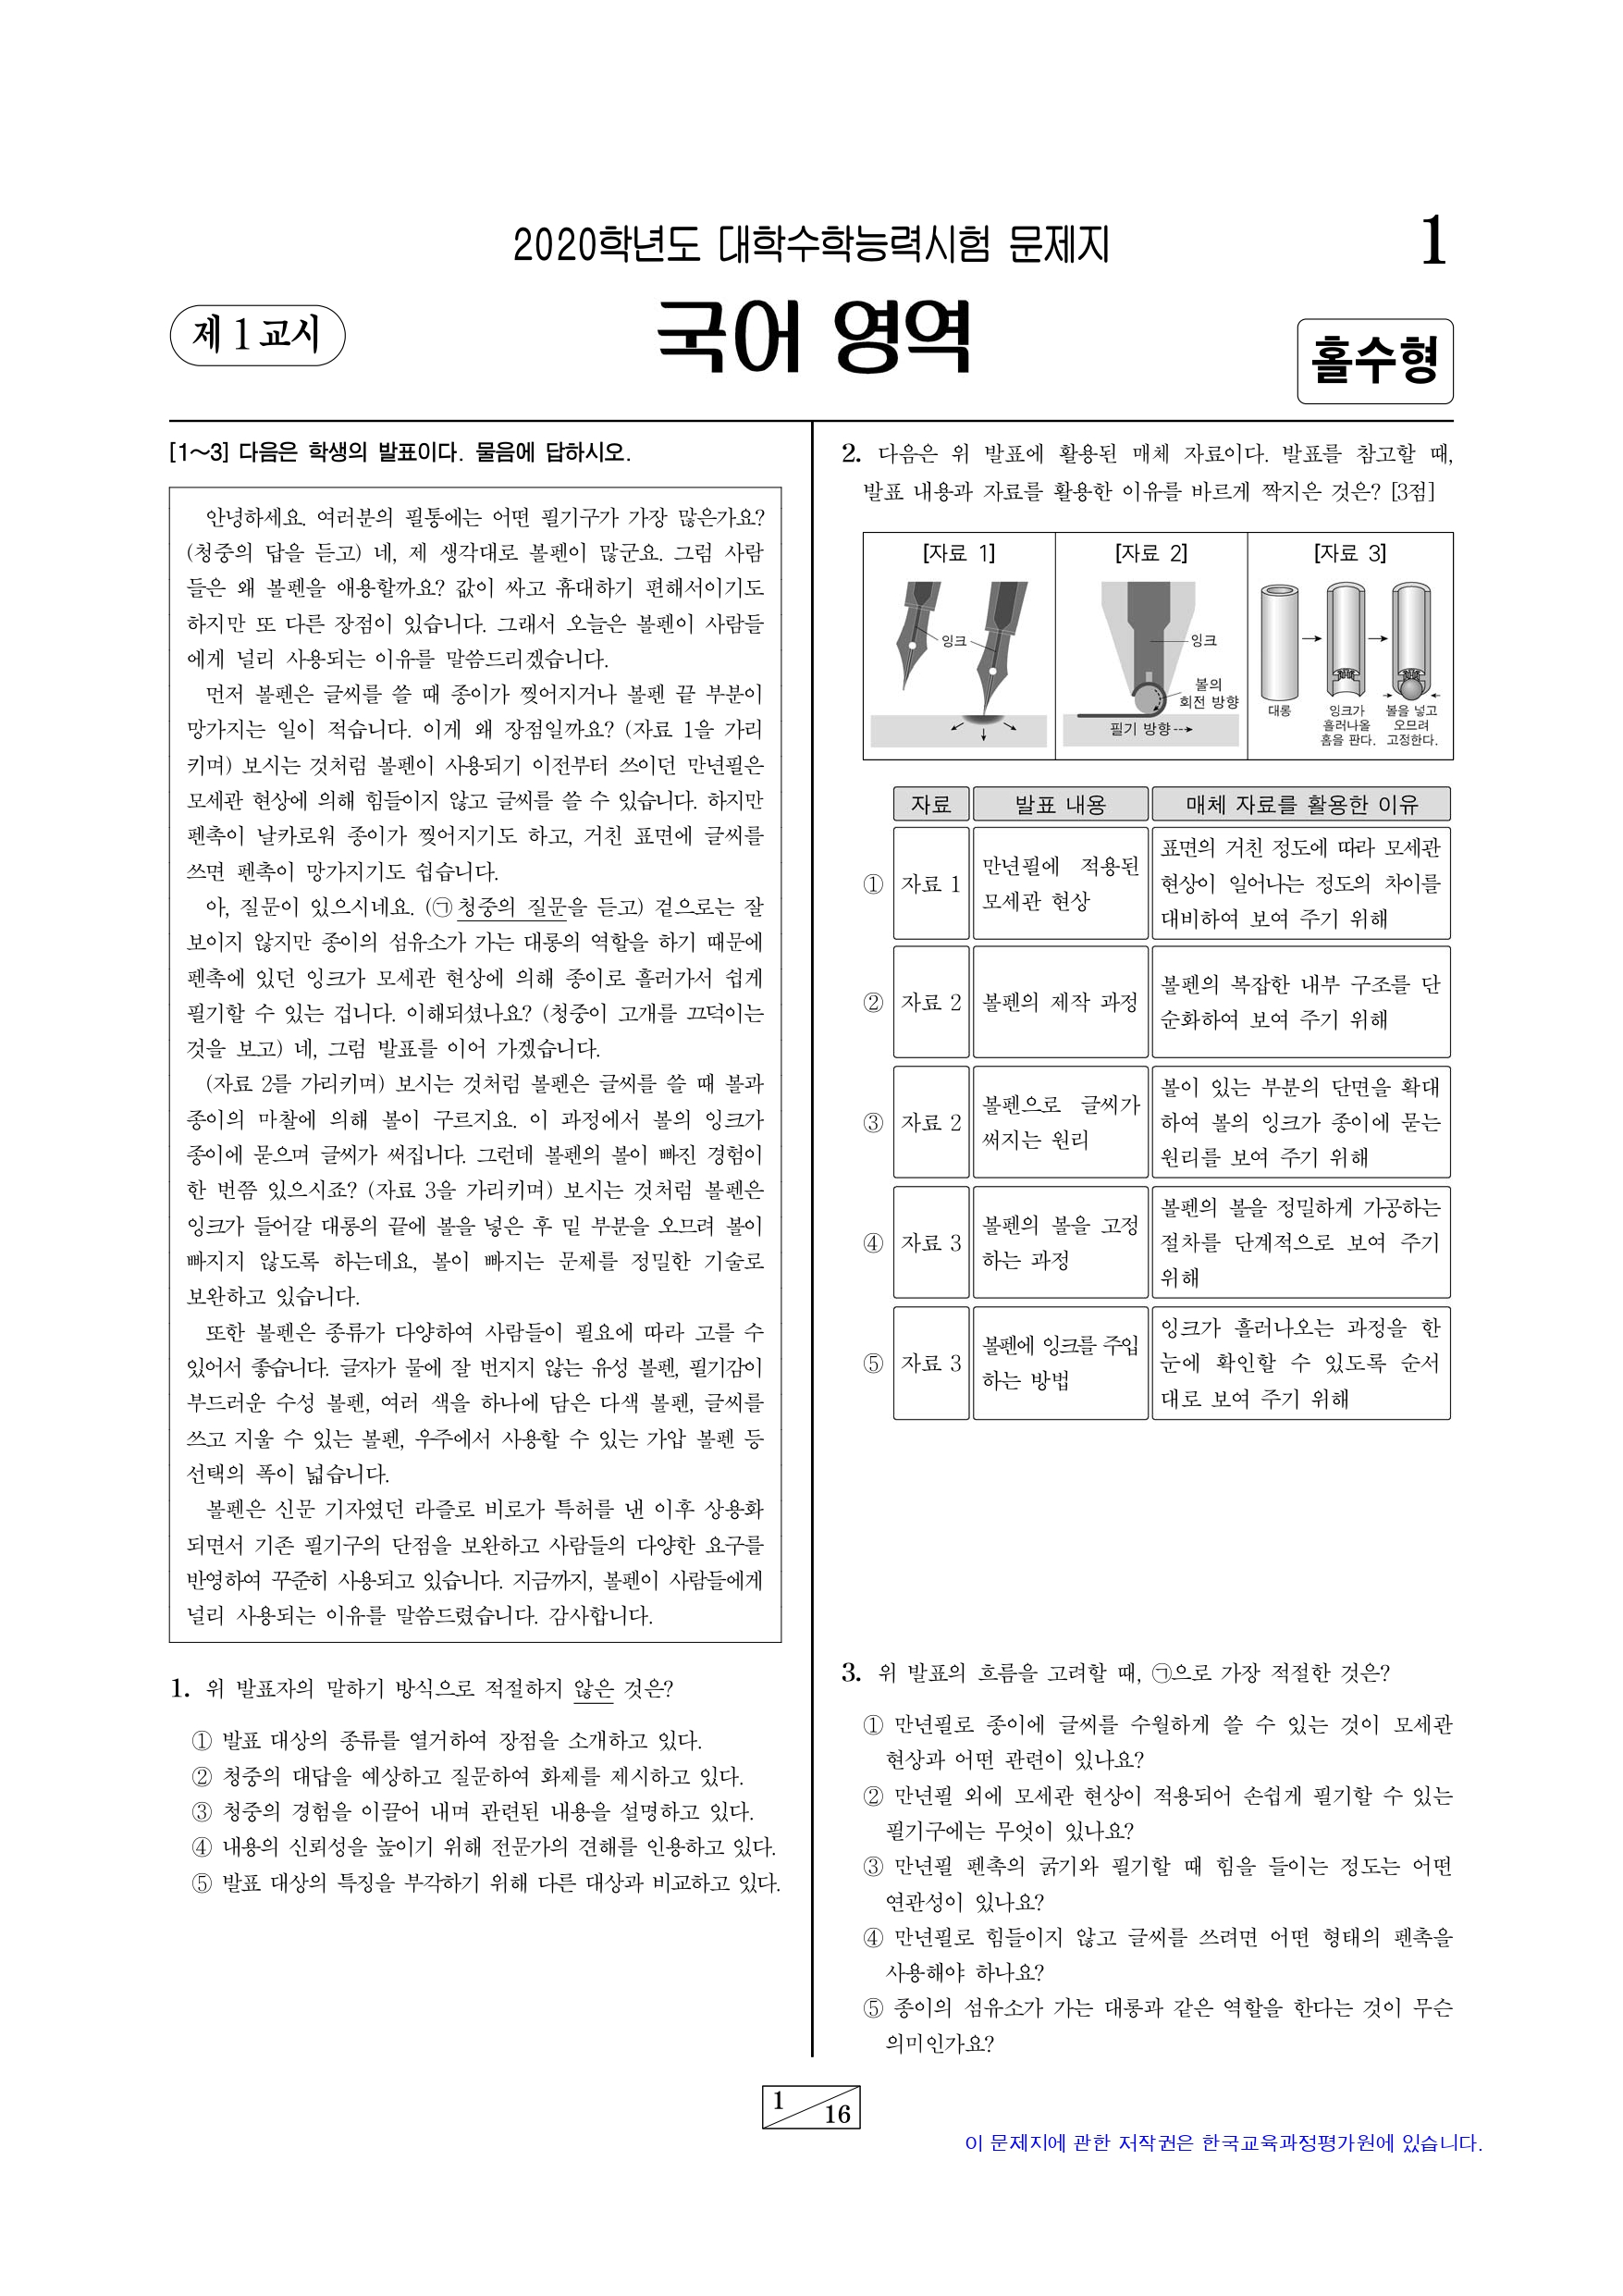 2020학년도 대학수학능력시험 문제지
1
제 1 교시
국어 영역
홀수형
[1～3] 다음은 학생의 발표이다. 물음에 답하시오.
안녕하세요. 여러분의 필통에는 어떤 필기구가 가장 많은가요?
(청중의 답을 듣고) 네, 제 생각대로 볼펜이 많군요. 그럼 사람
들은 왜 볼펜을 애용할까요? 값이 싸고 휴대하기 편해서이기도
하지만 또 다른 장점이 있습니다. 그래서 오늘은 볼펜이 사람들
에게 널리 사용되는 이유를 말씀드리겠습니다.
먼저 볼펜은 글씨를 쓸 때 종이가 찢어지거나 볼펜 끝 부분이
망가지는 일이 적습니다. 이게 왜 장점일까요? (자료 1을 가리
키며) 보시는 것처럼 볼펜이 사용되기 이전부터 쓰이던 만년필은
모세관 현상에 의해 힘들이지 않고 글씨를 쓸 수 있습니다. 하지만
펜촉이 날카로워 종이가 찢어지기도 하고, 거친 표면에 글씨를
쓰면 펜촉이 망가지기도 쉽습니다.
아, 질문이 있으시네요. (㉠청중의 질문을 듣고) 겉으로는 잘
보이지 않지만 종이의 섬유소가 가는 대롱의 역할을 하기 때문에
펜촉에 있던 잉크가 모세관 현상에 의해 종이로 흘러가서 쉽게
필기할 수 있는 겁니다. 이해되셨나요? (청중이 고개를 끄덕이는
것을 보고) 네, 그럼 발표를 이어 가겠습니다.
(자료 2를 가리키며) 보시는 것처럼 볼펜은 글씨를 쓸 때 볼과
종이의 마찰에 의해 볼이 구르지요. 이 과정에서 볼의 잉크가
종이에 묻으며 글씨가 써집니다. 그런데 볼펜의 볼이 빠진 경험이
한 번쯤 있으시죠? (자료 3을 가리키며) 보시는 것처럼 볼펜은
잉크가 들어갈 대롱의 끝에 볼을 넣은 후 밑 부분을 오므려 볼이
빠지지 않도록 하는데요, 볼이 빠지는 문제를 정밀한 기술로
보완하고 있습니다.
또한 볼펜은 종류가 다양하여 사람들이 필요에 따라 고를 수
있어서 좋습니다. 글자가 물에 잘 번지지 않는 유성 볼펜, 필기감이
부드러운 수성 볼펜, 여러 색을 하나에 담은 다색 볼펜, 글씨를
쓰고 지울 수 있는 볼펜, 우주에서 사용할 수 있는 가압 볼펜 등
선택의 폭이 넓습니다.
볼펜은 신문 기자였던 라즐로 비로가 특허를 낸 이후 상용화
되면서 기존 필기구의 단점을 보완하고 사람들의 다양한 요구를
반영하여 꾸준히 사용되고 있습니다. 지금까지, 볼펜이 사람들에게
널리 사용되는 이유를 말씀드렸습니다. 감사합니다.
1. 위 발표자의 말하기 방식으로 적절하지 않은 것은?
① 발표 대상의 종류를 열거하여 장점을 소개하고 있다.
② 청중의 대답을 예상하고 질문하여 화제를 제시하고 있다.
③ 청중의 경험을 이끌어 내며 관련된 내용을 설명하고 있다.
④ 내용의 신뢰성을 높이기 위해 전문가의 견해를 인용하고 있다.
⑤ 발표 대상의 특징을 부각하기 위해 다른 대상과 비교하고 있다.
2. 다음은 위 발표에 활용된 매체 자료이다. 발표를 참고할 때,
발표 내용과 자료를 활용한 이유를 바르게 짝지은 것은? [3점]
[자료 1]
잉크
[자료 2]
잉크
볼의
회전 방향
필기 방향
[자료 3]
대롱
잉크가
흘러나올
홈을 판다.
볼을 넣고
오므려
고정한다.
자료 발표 내용 매체 자료를 활용한 이유
① 자료 1
만년필에 적용된
모세관 현상
표면의 거친 정도에 따라 모세관
현상이 일어나는 정도의 차이를
대비하여 보여 주기 위해
② 자료 2
볼펜의 제작 과정
볼펜의 복잡한 내부 구조를 단
순화하여 보여 주기 위해
③ 자료 2
볼펜으로 글씨가
써지는 원리
볼이 있는 부분의 단면을 확대
하여 볼의 잉크가 종이에 묻는
원리를 보여 주기 위해
④ 자료 3
볼펜의 볼을 고정
하는 과정
볼펜의 볼을 정밀하게 가공하는
절차를 단계적으로 보여 주기
위해
⑤ 자료 3
볼펜에 잉크를 주입
하는 방법
잉크가 흘러나오는 과정을 한
눈에 확인할 수 있도록 순서
대로 보여 주기 위해
3. 위 발표의 흐름을 고려할 때, ㉠으로 가장 적절한 것은?
① 만년필로 종이에 글씨를 수월하게 쓸 수 있는 것이 모세관
현상과 어떤 관련이 있나요?
② 만년필 외에 모세관 현상이 적용되어 손쉽게 필기할 수 있는
필기구에는 무엇이 있나요?
③ 만년필 펜촉의 굵기와 필기할 때 힘을 들이는 정도는 어떤
연관성이 있나요?
④ 만년필로 힘들이지 않고 글씨를 쓰려면 어떤 형태의 펜촉을
사용해야 하나요?
⑤ 종이의 섬유소가 가는 대롱과 같은 역할을 한다는 것이 무슨
의미인가요?
1
16
이 문제지에 관한 저작권은 한국교육과정평가원에 있습니다.